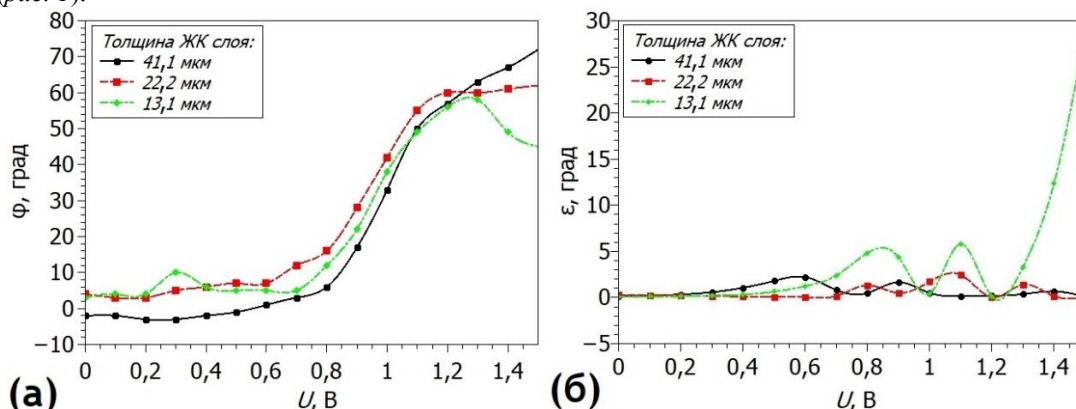 Толщина ЖК слоя:
41,1 мкм
22,2 мкм
13,1 мкм
φ, град
80
70
60
50
40
30
20
10
0
−10
0 0,2 0,4 0,6 0,8 1 1,2 1,4
U, В
(а)
Толщина ЖК слоя:
41,1 мкм
22,2 мкм
13,1 мкм
ε, град
30
25
20
15
10
5
0
−5
0 0,2 0,4 0,6 0,8 1 1,2 1,4
U, В
(б)